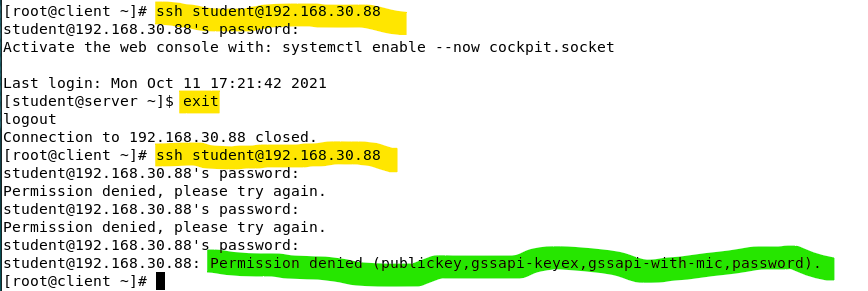 [root@client ~]# ssh student@192.168.30.88
student@192.168.30.88's password:
Activate the web console with: systemctl enable --now cockpit.socket
Last login: Mon Oct 11 17:21:42 2021
[student@server ~]$ exit
logout
Connection to 192.168.30.88 closed.
[root@client ~]# ssh student@192.168.30.88
student@192.168.30.88's password:
Permission denied, please try again.
student@192.168.30.88's password:
Permission denied, please try again.
student@192.168.30.88's password:
student@192.168.30.88: Permission denied (publickey,gssapi-keyex,gssapi-with-mic,password).
[root@client ~]#